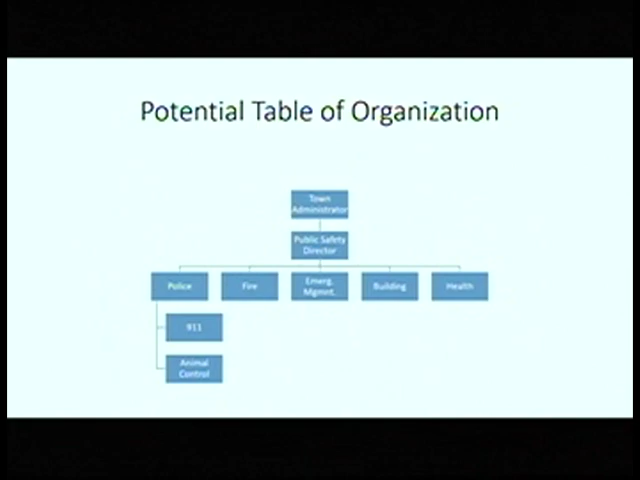 Potential Table of Organization
Town
Administrator
Public Safety
Director
Police
Fire
Emerg.
Mgmnt.
Building
Health
911
Animal
Control